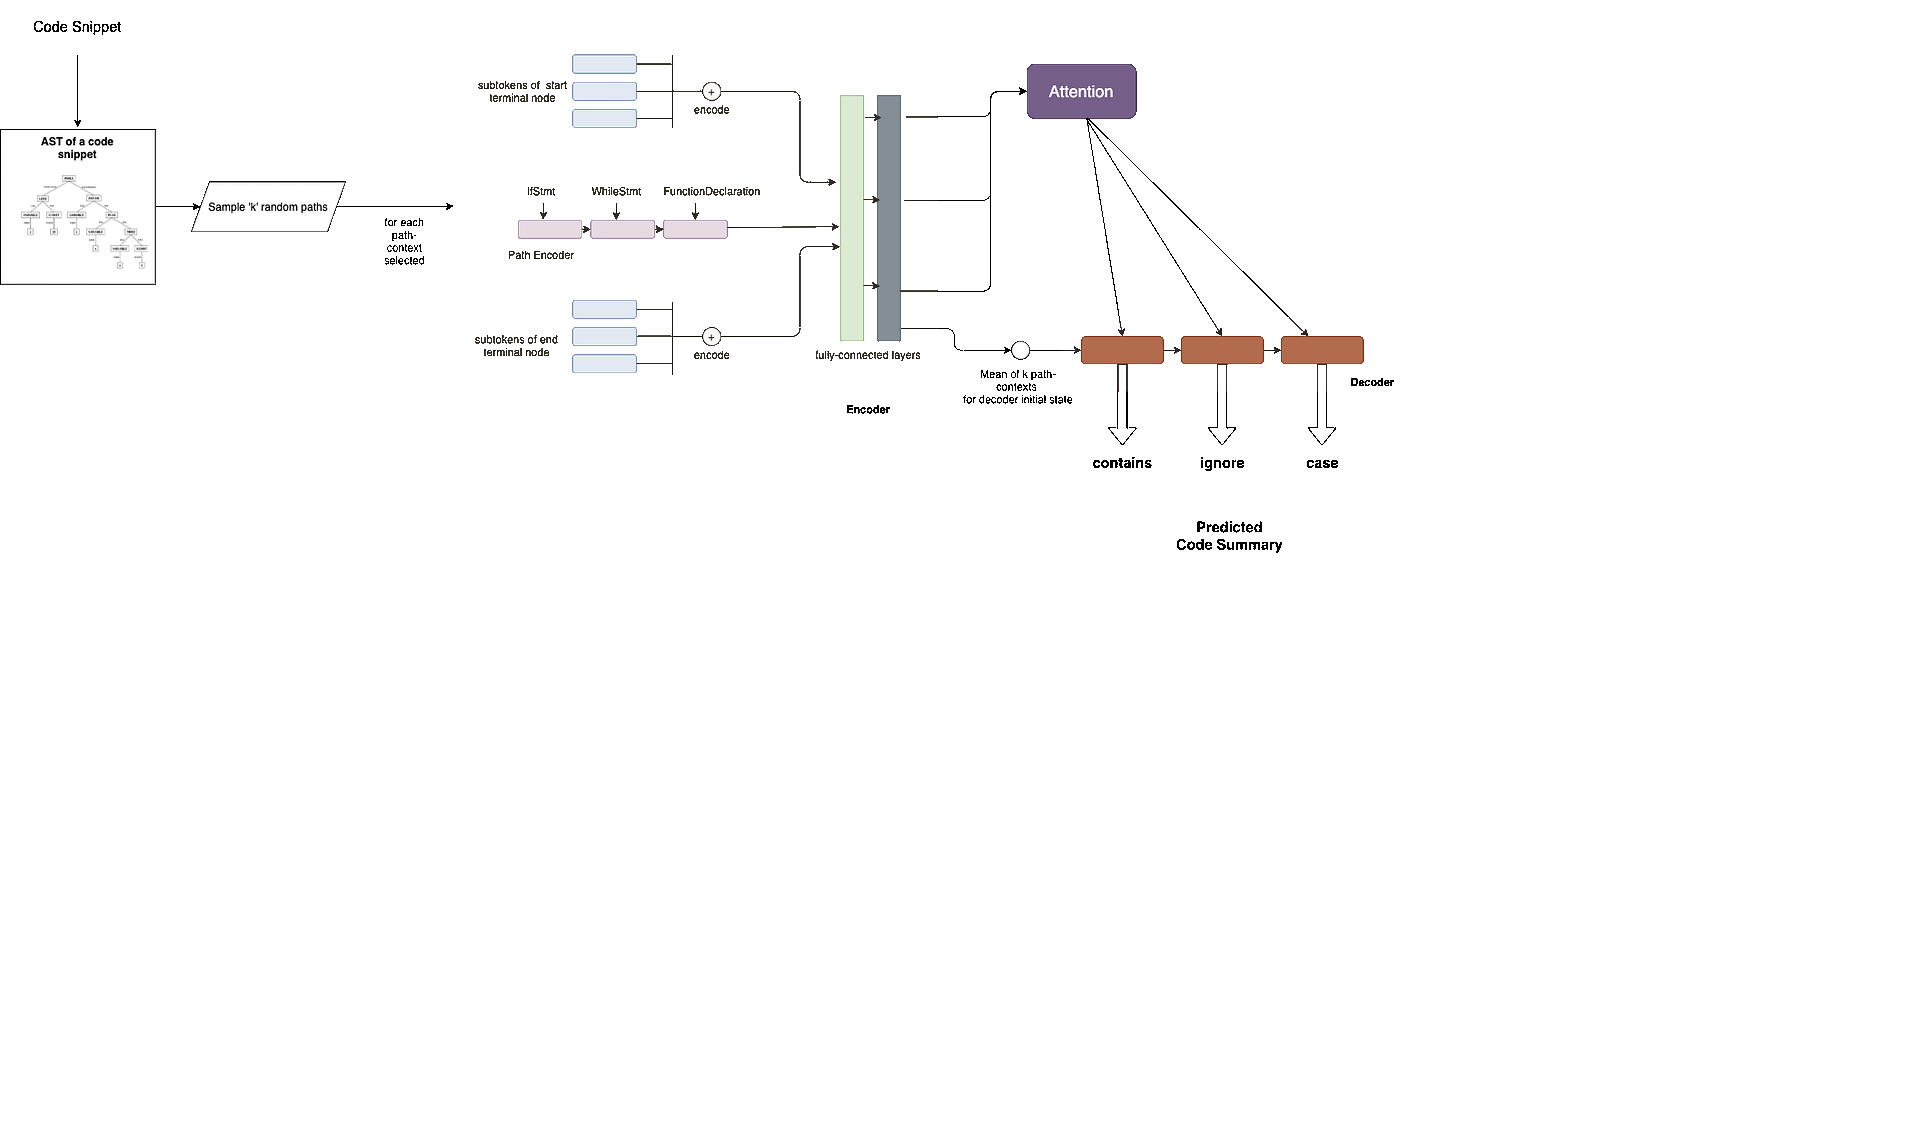 Code Snippet
AST of a code
snippet
Sample 'k' random paths
for each
path-
context
selected
subtokens of start
terminal node
+
encode
IfStmt
WhileStmt
FunctionDeclaration
Path Encoder
subtokens of end
terminal node
+
encode
fully-connected layers
Encoder
Attention
Mean of k path-
contexts
for decoder initial state
Decoder
contains
ignore
case
Predicted
Code Summary